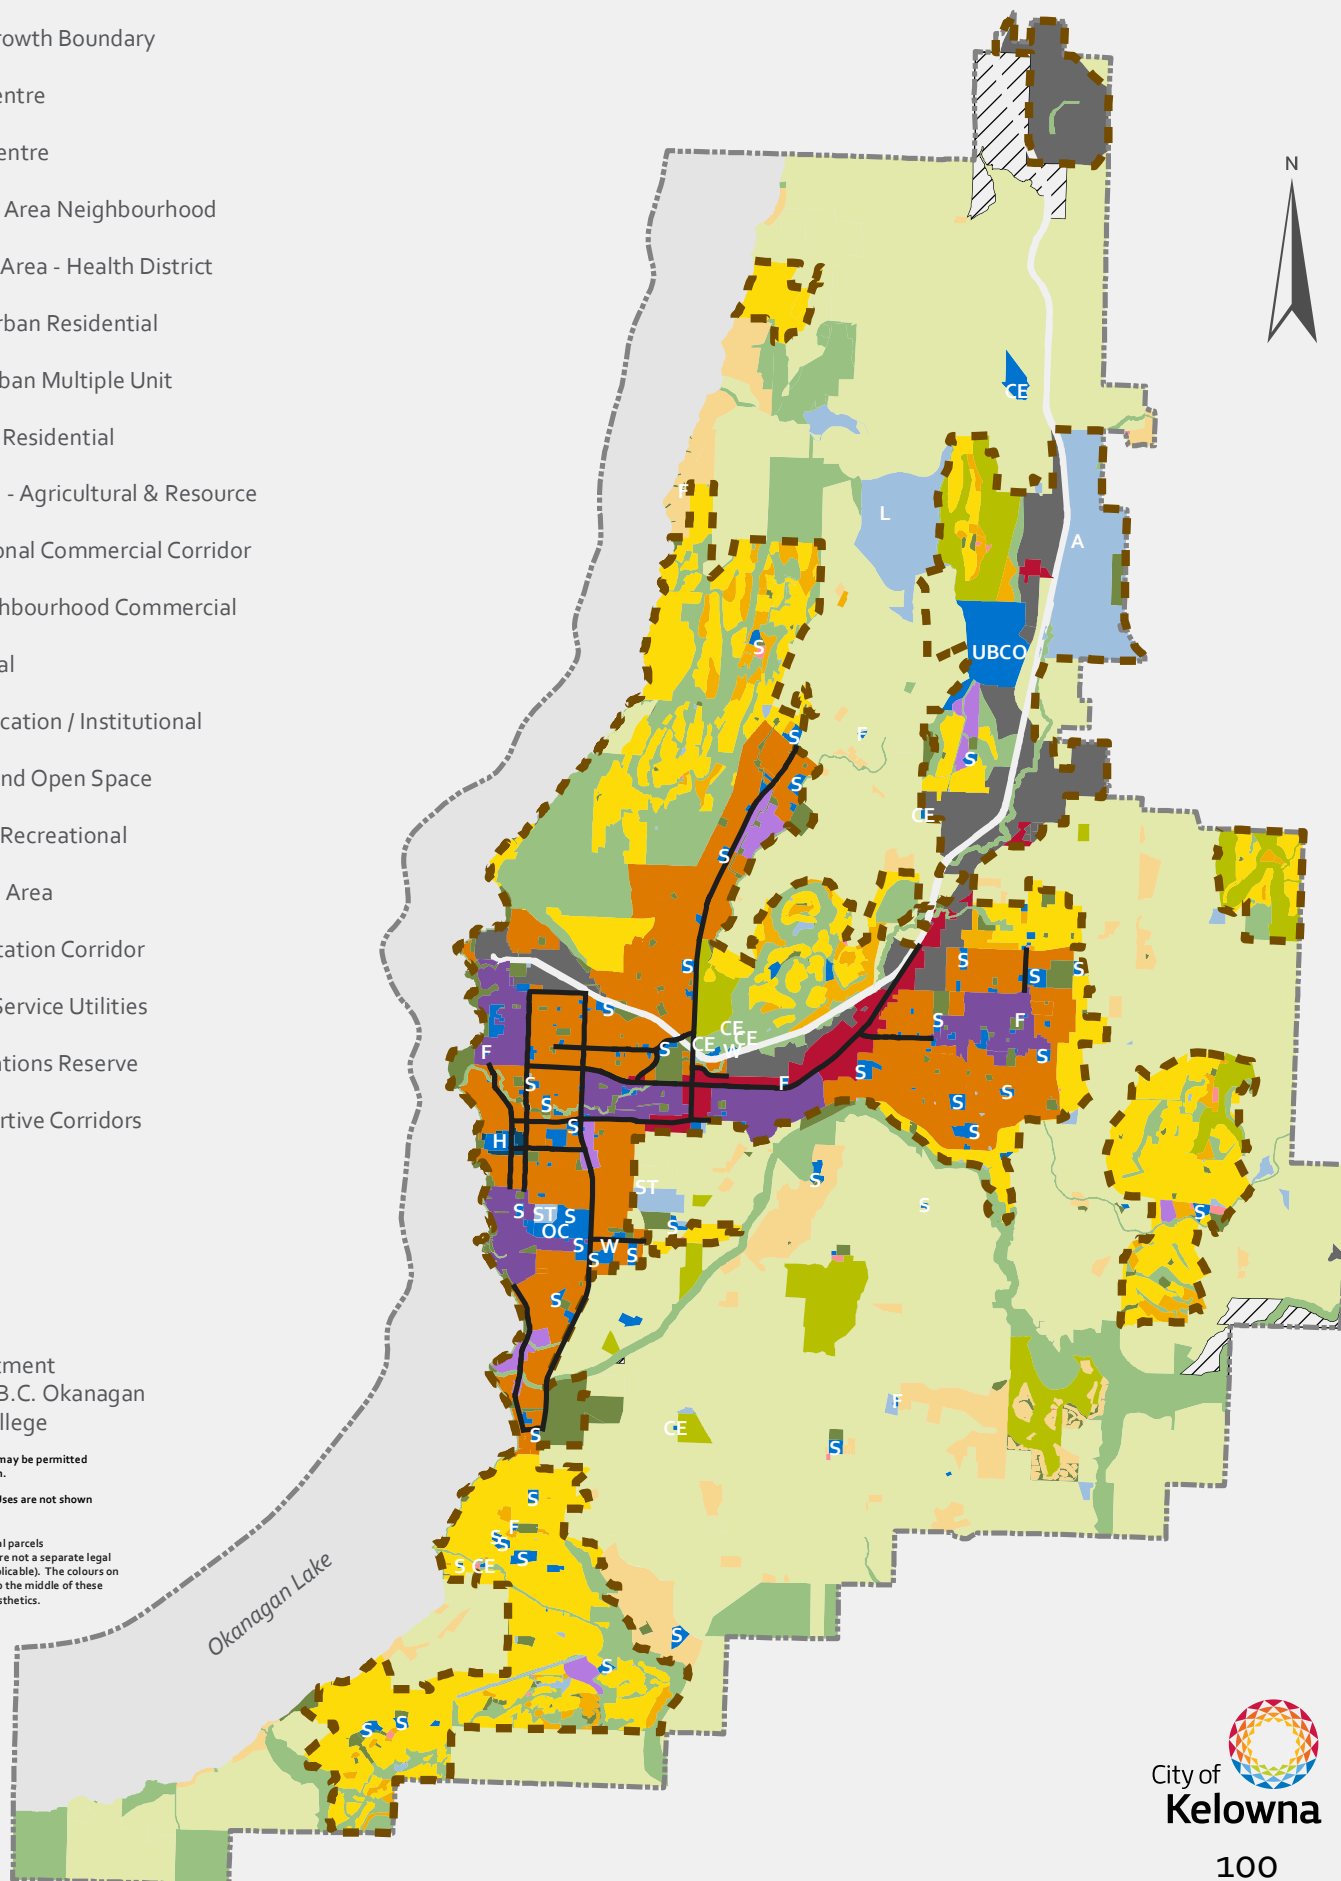 rowth Boundary
entre
entre
Area Neighbourhood
Area - Health District
rban Residential
ban Multiple Unit
Residential
- Agricultural & Resource
onal Commercial Corridor
hbourhood Commercial
al
cation / Institutional
nd Open Space
Recreational
Area
tation Corridor
Service Utilities
tions Reserve
rtive Corridors
tment
B.C. Okanagan
llege
may be permitted
n.
Uses are not shown
al parcels
re not a separate legal
plicable). The colours on
o the middle of these
sthetics.
N
CE
F
L
A
UBCO
S
S
F
S
S
CE
S
S
S
S
S
S
S
F
CE
CE
CE
W
S
F
S
S
F
S
S
S
S
S
S
H
S
S
ST
S
S
ST
S
OC
S
S
W
S
S
S
S
F
CE
S
S
S
F
S
S
S
S
CE
S
S
S
S
Okanagan Lake
City of
Kelowna
100